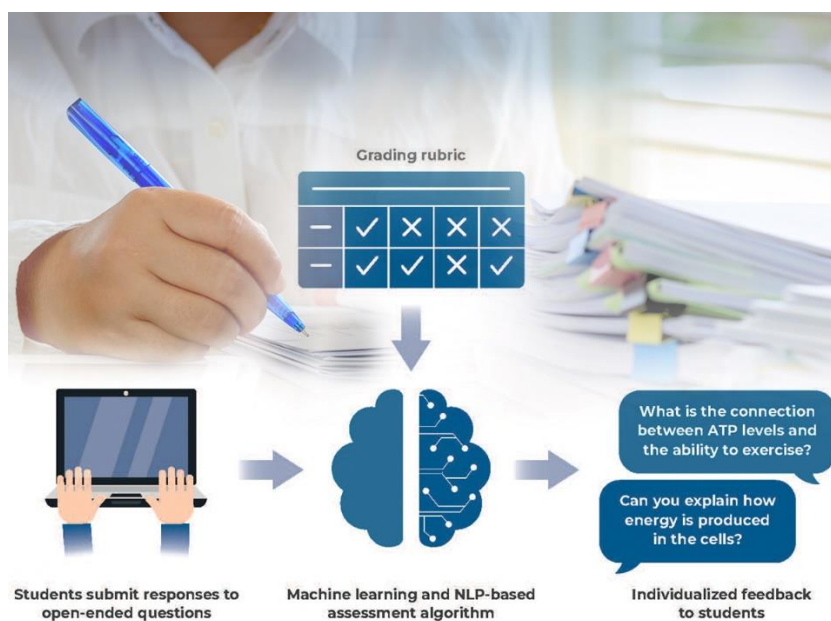 Grading rubric
What is the connection
between ATP levels and
the ability to exercise?
Can you explain how
energy is produced
in the cells?
Students submit responses to
open-ended questions
Machine learning and NLP-based
assessment algorithm
Individualized feedback
to students